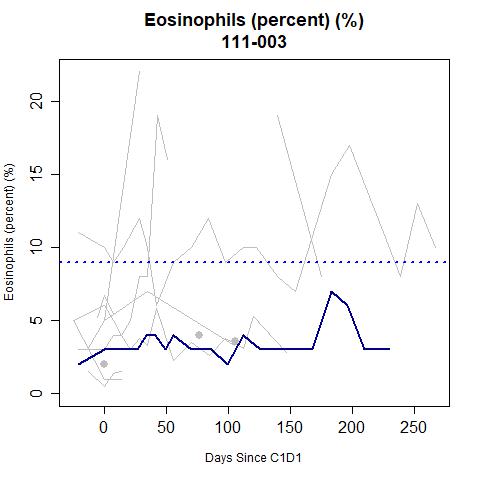 Eosinophils (percent) (%)
111-003
Eosinophils (percent) (%)
20
15
10
5
0
0 50 100 150 200 250
Days Since C1D1